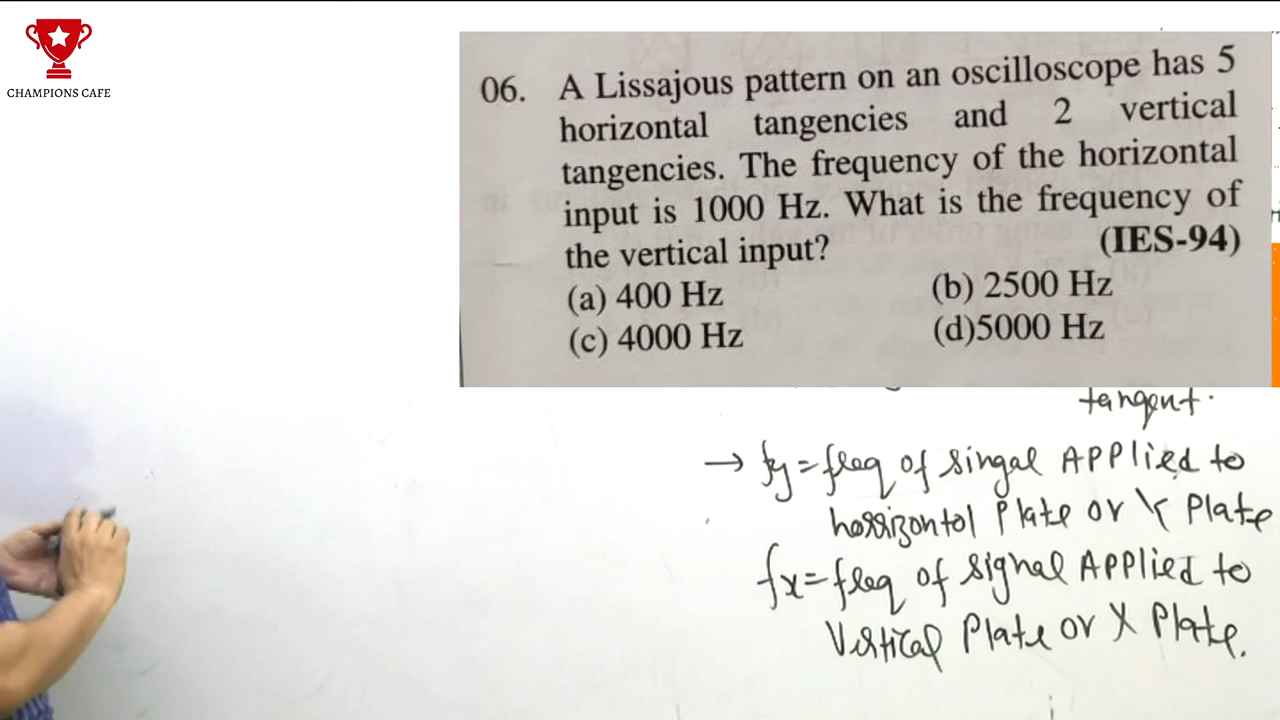 CHAMPIONS CAFE
06. A Lissajous pattern on an oscilloscope has 5
horizontal tangencies and 2 vertical
tangencies. The frequency of the horizontal
input is 1000 Hz. What is the frequency of
the vertical input? (IES-94)
(a) 400 Hz (b) 2500 Hz
(c) 4000 Hz (d)5000 Hz
tangent.
→ fy = freq of singal APPlied to
horrizontal Plate or Y Plate
fx = freq of signal APPlied to
Vertical Plate or X Plate.